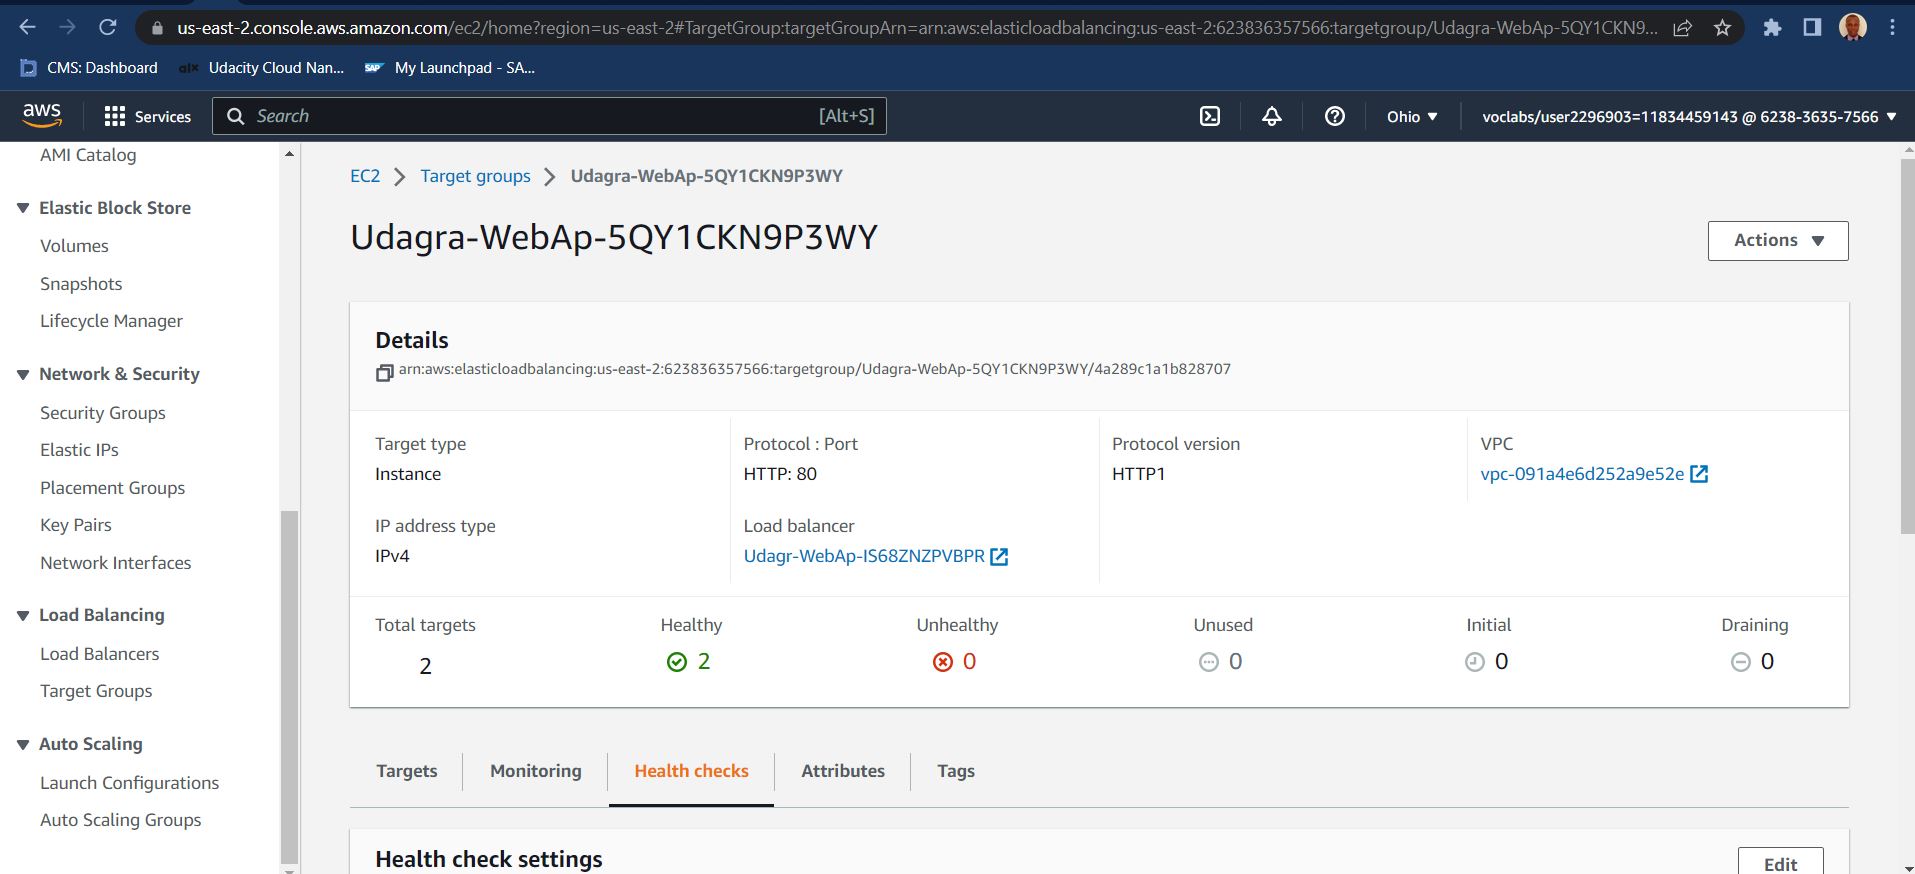 us-east-2.console.aws.amazon.com/ec2/home?region=us-east-2#TargetGroup:targetGroupArn=arn:aws:elasticloadbalancing:us-east-2:623836357566:targetgroup/Udagra-WebAp-5QY1CKN9...
CMS: Dashboard
alx Udacity Cloud Nan...
SAP My Launchpad - SA...
aws
Services
Search
[Alt+S]
Ohio
voclabs/user2296903=11834459143 @ 6238-3635-7566
AMI Catalog
Elastic Block Store
Volumes
Snapshots
Lifecycle Manager
Network & Security
Security Groups
Elastic IPs
Placement Groups
Key Pairs
Network Interfaces
Load Balancing
Load Balancers
Target Groups
Auto Scaling
Launch Configurations
Auto Scaling Groups
EC2 > Target groups > Udagra-WebAp-5QY1CKN9P3WY
Udagra-WebAp-5QY1CKN9P3WY
Actions
Details
arn:aws:elasticloadbalancing:us-east-2:623836357566:targetgroup/Udagra-WebAp-5QY1CKN9P3WY/4a289c1a1b828707
Target type
Instance
Protocol : Port
HTTP: 80
Protocol version
HTTP1
VPC
vpc-091a4e6d252a9e52e
IP address type
IPv4
Load balancer
Udagr-WebAp-IS68ZNZPVBPR
Total targets
2
Healthy
2
Unhealthy
0
Unused
0
Initial
0
Draining
0
Targets
Monitoring
Health checks
Attributes
Tags
Health check settings
Edit